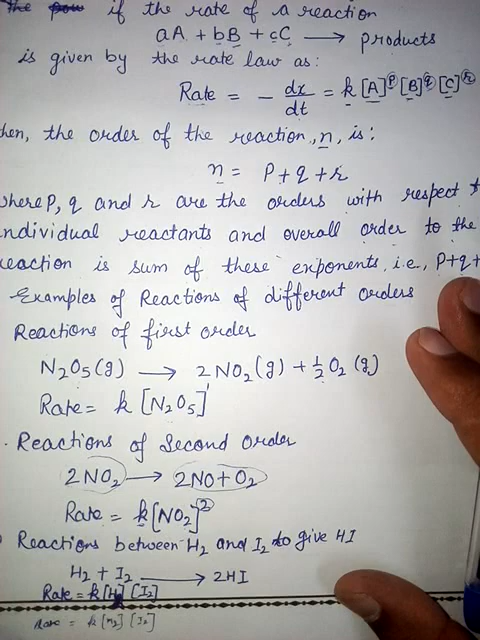 The if the rate of a reaction
aA + bB + cC → products
is given by the rate law as:
Rate = - dx/dt = k [A]^p [B]^q [C]^r
hen, the order of the reaction, n, is:
n = P+q+r
where P, q and r are the orders with respect t
individual reactants and overall order to the
reaction is sum of these exponents, i.e., P+q+
Examples of Reactions of different orders
Reactions of first order
N2O5(g) → 2NO2(g) + 1/2 O2 (g)
Rate = k [N2O5]^1
Reactions of Second Order
2NO2 → 2NO+O2
Rate = k[NO2]^2
Reactions between H2 and I2 to give HI
H2 + I2 → 2HI
Rate = k[H2] [I2]
Rate = k[H2] [I2]